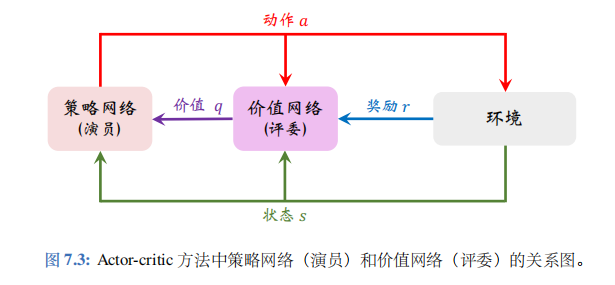 动作 a
策略网络
(演员)
价值 q
价值网络
(评委)
奖励 r
环境
状态 s
图 7.3: Actor-critic 方法中策略网络（演员）和价值网络（评委）的关系图。